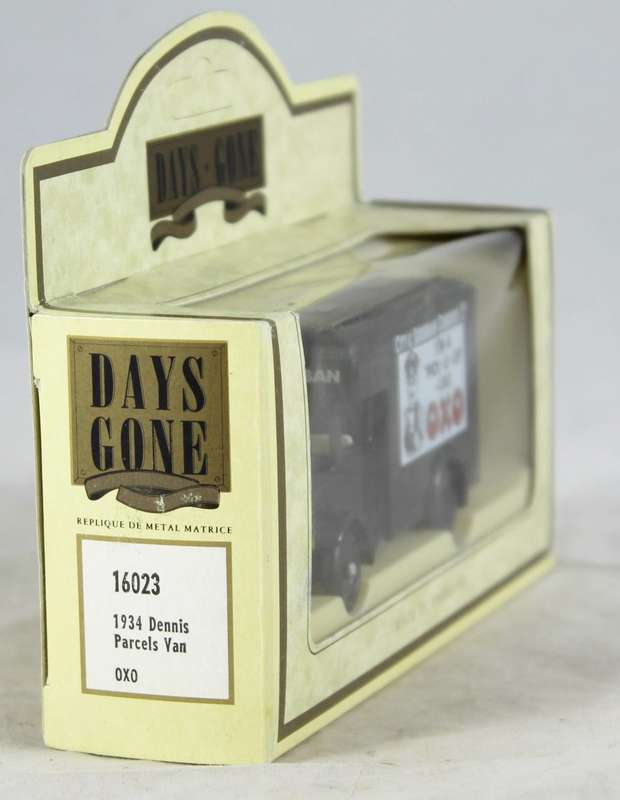 DAYS GONE
DAYS
GONE
REPLIQUE DE METAL MATRICE
16023
1934 Dennis
Parcels Van
OXO
OXO